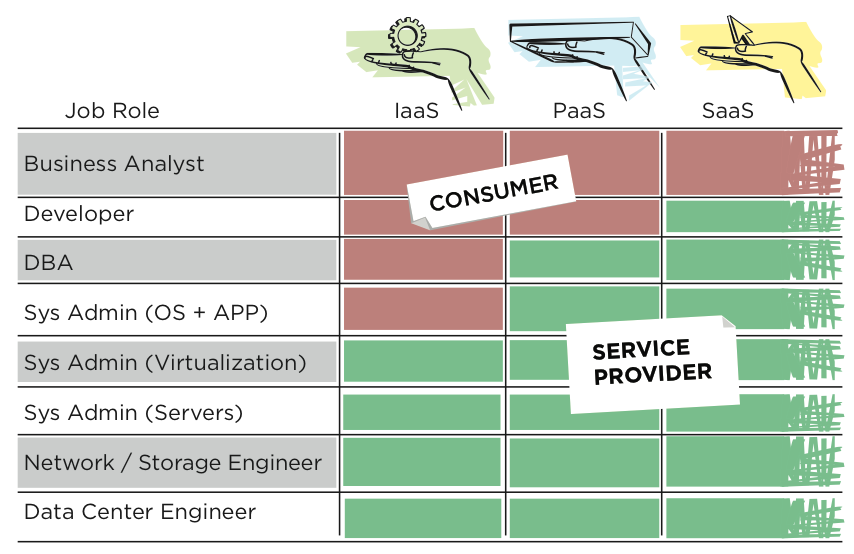 Job Role
IaaS
PaaS
SaaS
Business Analyst
CONSUMER
Developer
DBA
Sys Admin (OS + APP)
Sys Admin (Virtualization)
SERVICE
PROVIDER
Sys Admin (Servers)
Network / Storage Engineer
Data Center Engineer